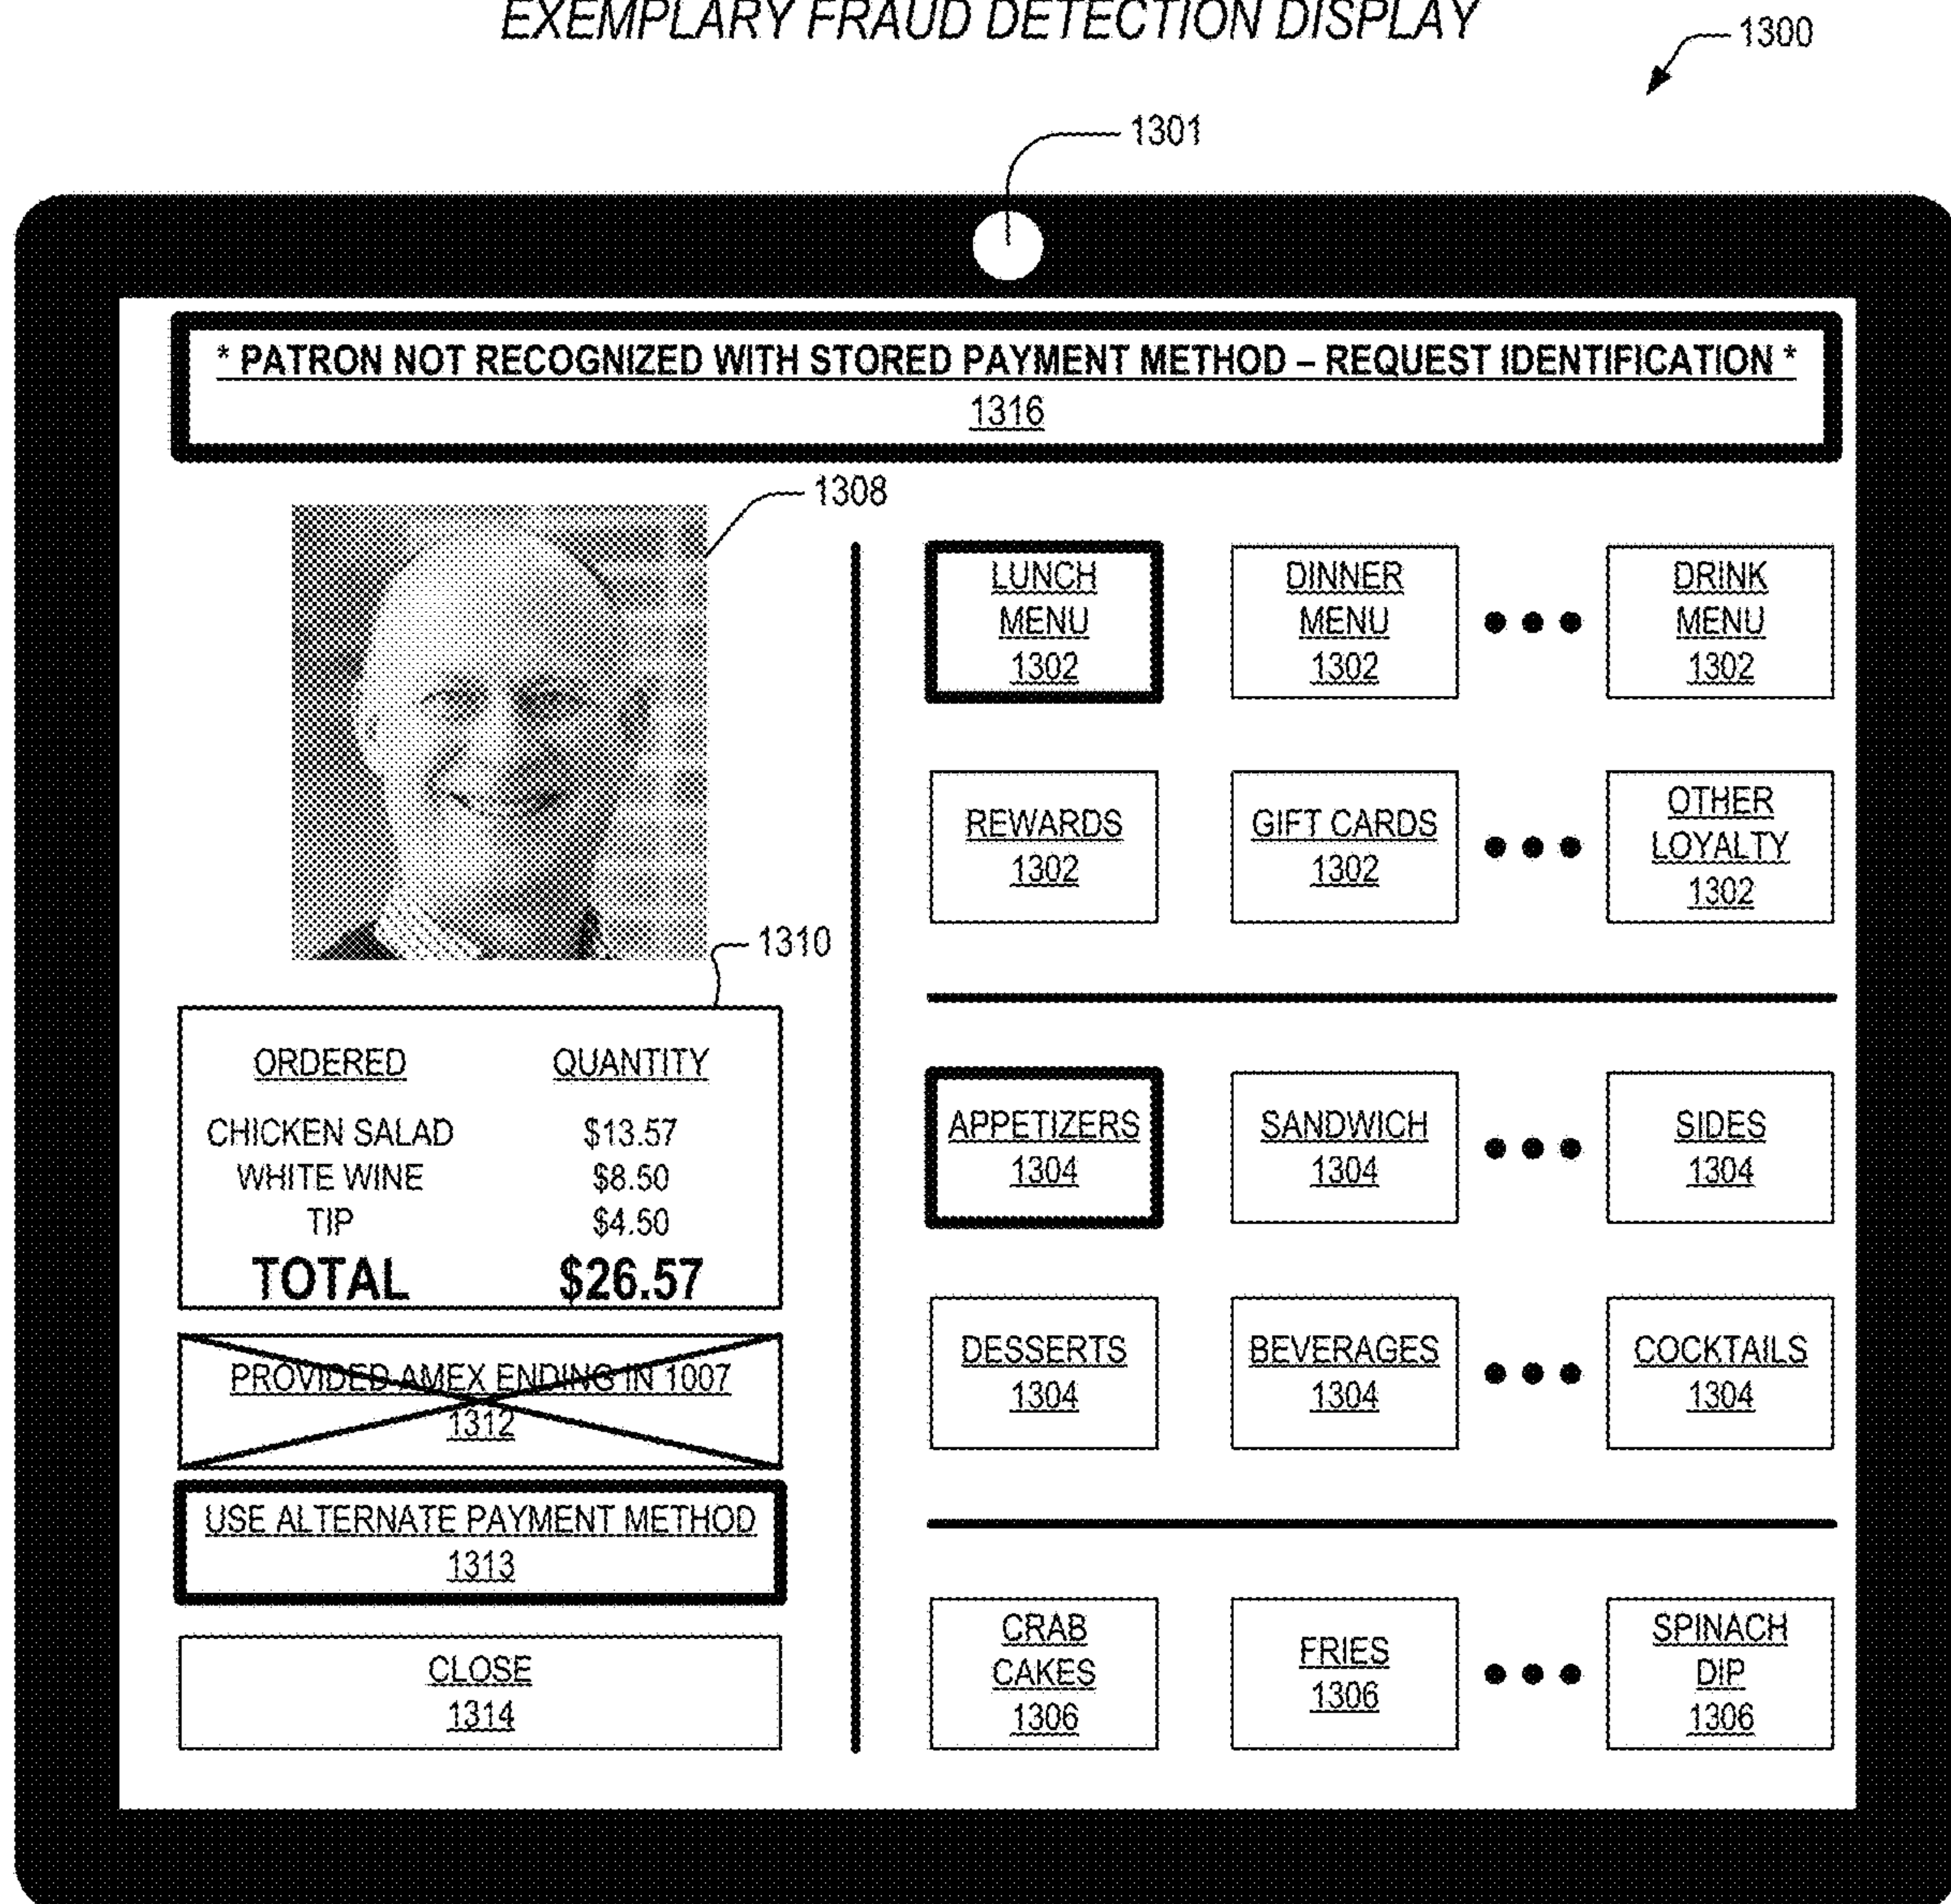 EXEMPLARY FRAUD DETECTION DISPLAY
1300
1301
* PATRON NOT RECOGNIZED WITH STORED PAYMENT METHOD – REQUEST IDENTIFICATION *
1316
1308
1310
ORDERED QUANTITY
CHICKEN SALAD $13.57
WHITE WINE $8.50
TIP $4.50
TOTAL $26.57
PROVIDED AMEX ENDING IN 1007
1312
USE ALTERNATE PAYMENT METHOD
1313
CLOSE
1314
LUNCH
MENU
1302
DINNER
MENU
1302
DRINK
MENU
1302
REWARDS
1302
GIFT CARDS
1302
OTHER
LOYALTY
1302
APPETIZERS
1304
SANDWICH
1304
SIDES
1304
DESSERTS
1304
BEVERAGES
1304
COCKTAILS
1304
CRAB
CAKES
1306
FRIES
1306
SPINACH
DIP
1306